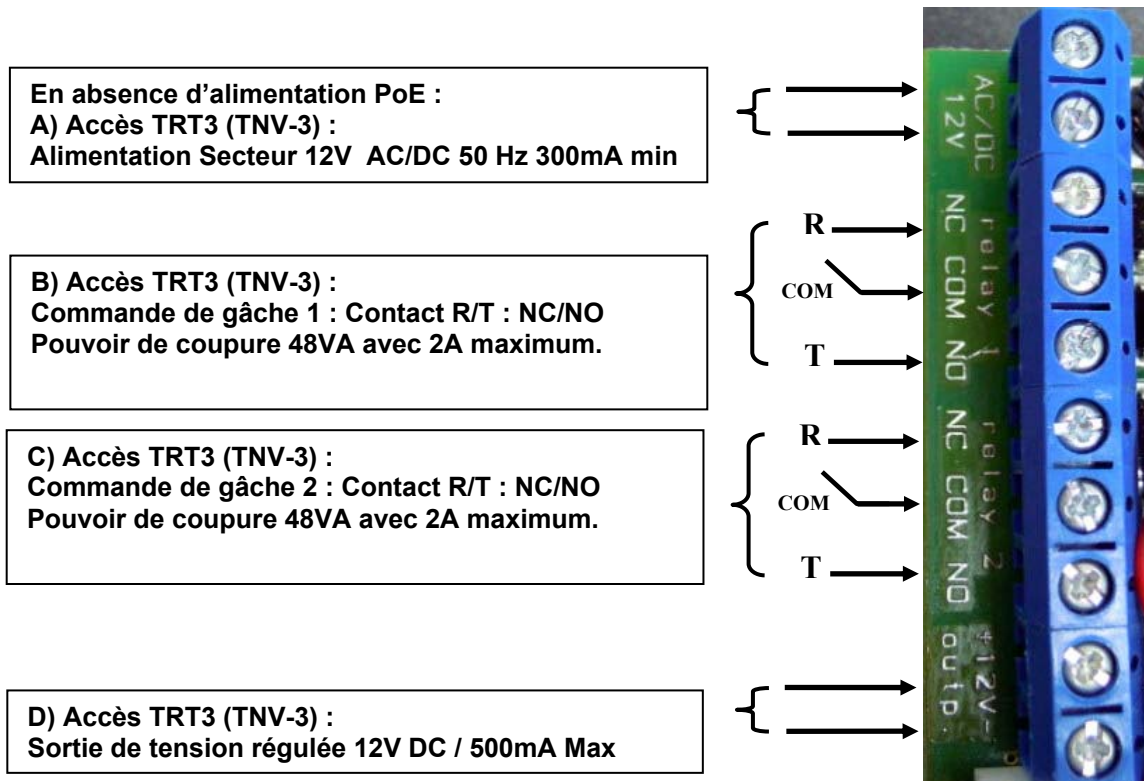 En absence d’alimentation PoE :
A) Accès TRT3 (TNV-3) :
Alimentation Secteur 12V  AC/DC 50 Hz 300mA min
B) Accès TRT3 (TNV-3) :
Commande de gâche 1 : Contact R/T : NC/NO
Pouvoir de coupure 48VA avec 2A maximum.
C) Accès TRT3 (TNV-3) :
Commande de gâche 2 : Contact R/T : NC/NO
Pouvoir de coupure 48VA avec 2A maximum.
D) Accès TRT3 (TNV-3) :
Sortie de tension régulée 12V DC / 500mA Max
R
COM
T
R
COM
T
AC/DC
12V
relay 1
NC COM NO
relay 2
NC COM NO
+12V-
outp.